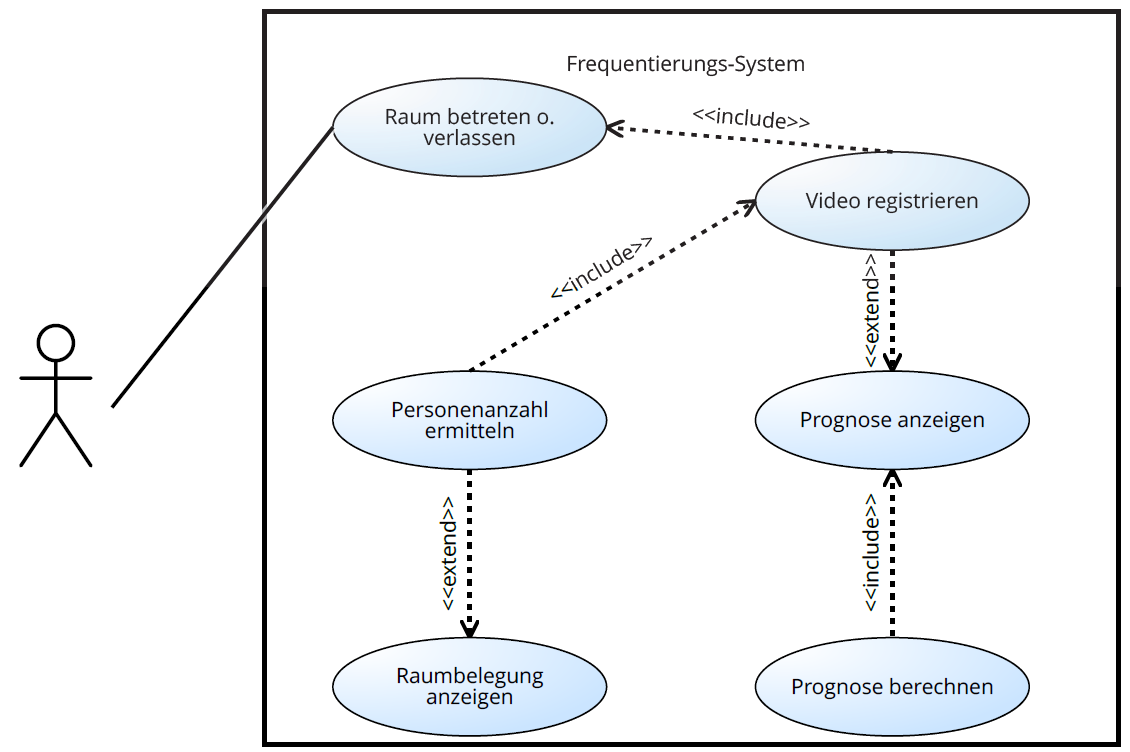 Frequentierungs-System
Raum betreten o.
verlassen
<<include>>
Video registrieren
<<include>>
<<extend>>
Personenanzahl
ermitteln
Prognose anzeigen
<<extend>>
<<include>>
Raumbelegung
anzeigen
Prognose berechnen